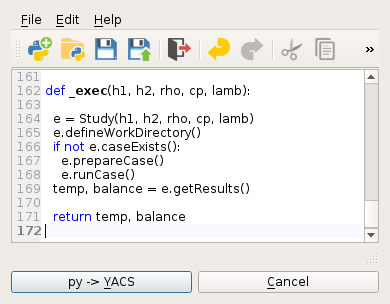 File Edit Help
»
161
162 def _exec(h1, h2, rho, cp, lamb):
163
164   e = Study(h1, h2, rho, cp, lamb)
165   e.defineWorkDirectory()
166   if not e.caseExists():
167     e.prepareCase()
168     e.runCase()
169   temp, balance = e.getResults()
170
171   return temp, balance
172
py -> YACS Cancel